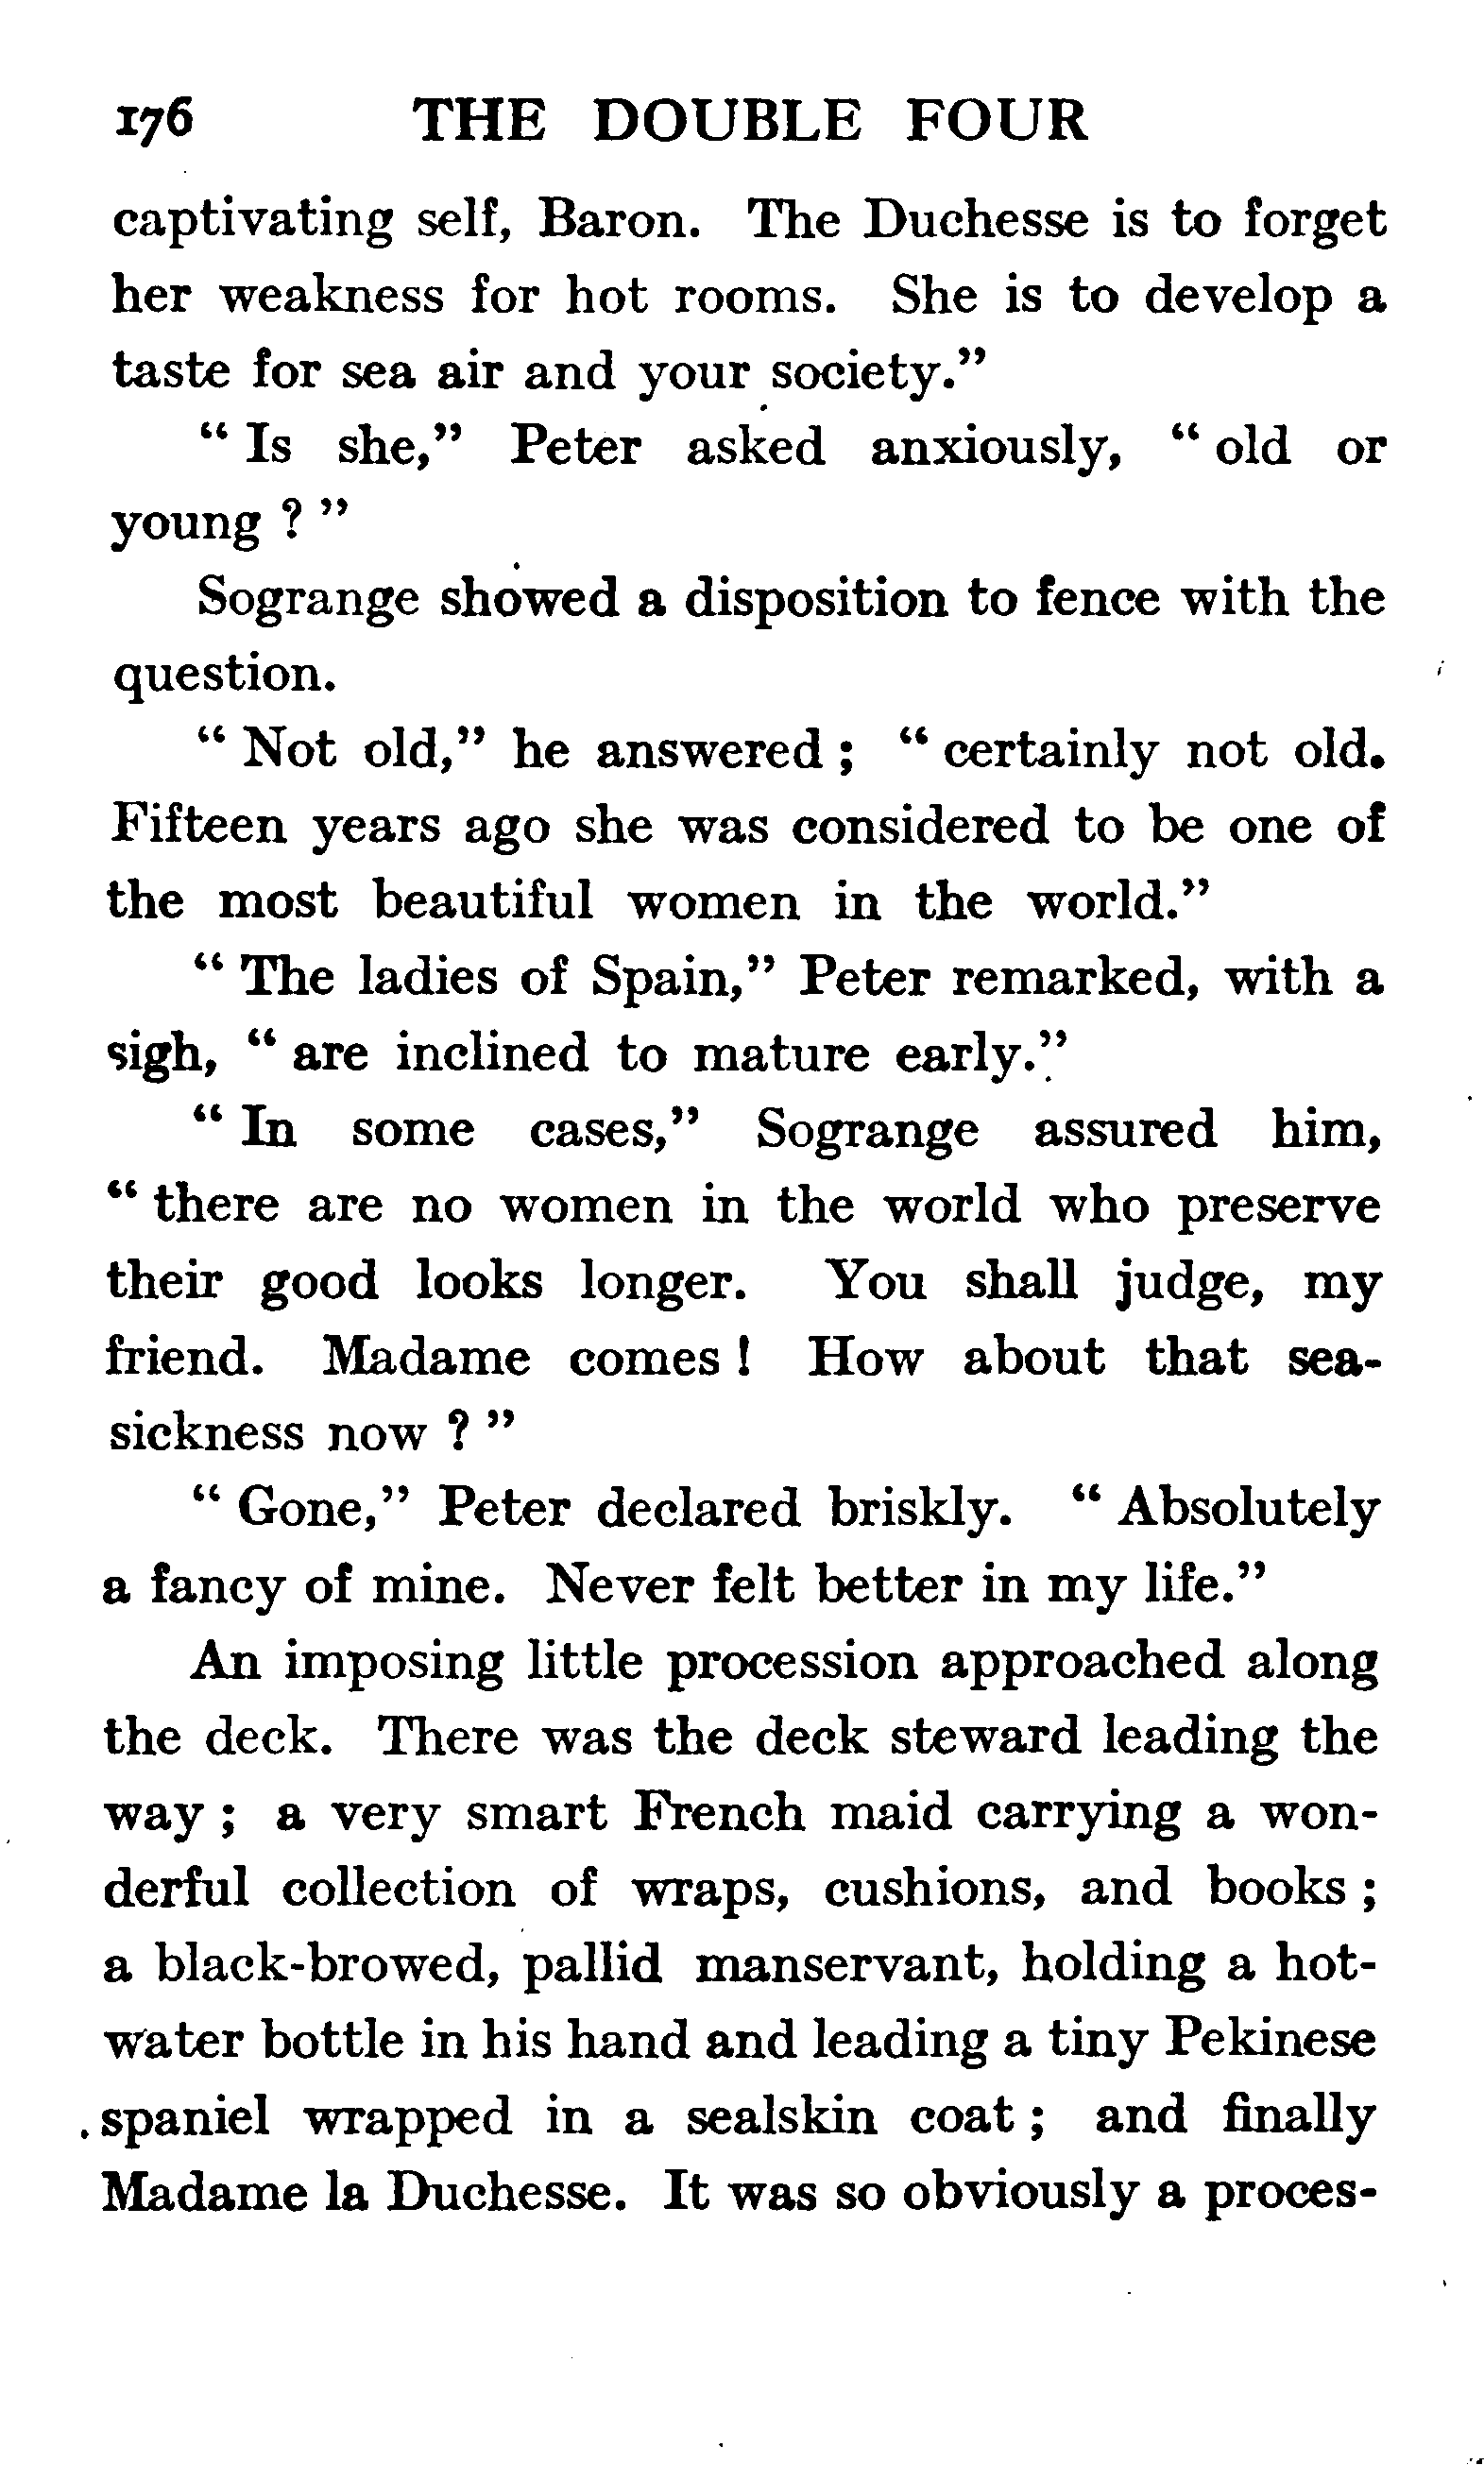 176 THE DOUBLE FOUR
captivating self, Baron. The Duchesse is to forget
her weakness for hot rooms. She is to develop a
taste for sea air and your society."
" Is she," Peter asked anxiously, " old or
young ? "
Sogrange showed a disposition to fence with the
question.
" Not old," he answered ; " certainly not old.
Fifteen years ago she was considered to be one of
the most beautiful women in the world."
" The ladies of Spain," Peter remarked, with a
sigh, " are inclined to mature early."
" In some cases," Sogrange assured him,
" there are no women in the world who preserve
their good looks longer. You shall judge, my
friend. Madame comes ! How about that sea-
sickness now ? "
" Gone," Peter declared briskly. " Absolutely
a fancy of mine. Never felt better in my life."
An imposing little procession approached along
the deck. There was the deck steward leading the
way ; a very smart French maid carrying a won-
derful collection of wraps, cushions, and books ;
a black-browed, pallid manservant, holding a hot-
water bottle in his hand and leading a tiny Pekinese
spaniel wrapped in a sealskin coat ; and finally
Madame la Duchesse. It was so obviously a proces-